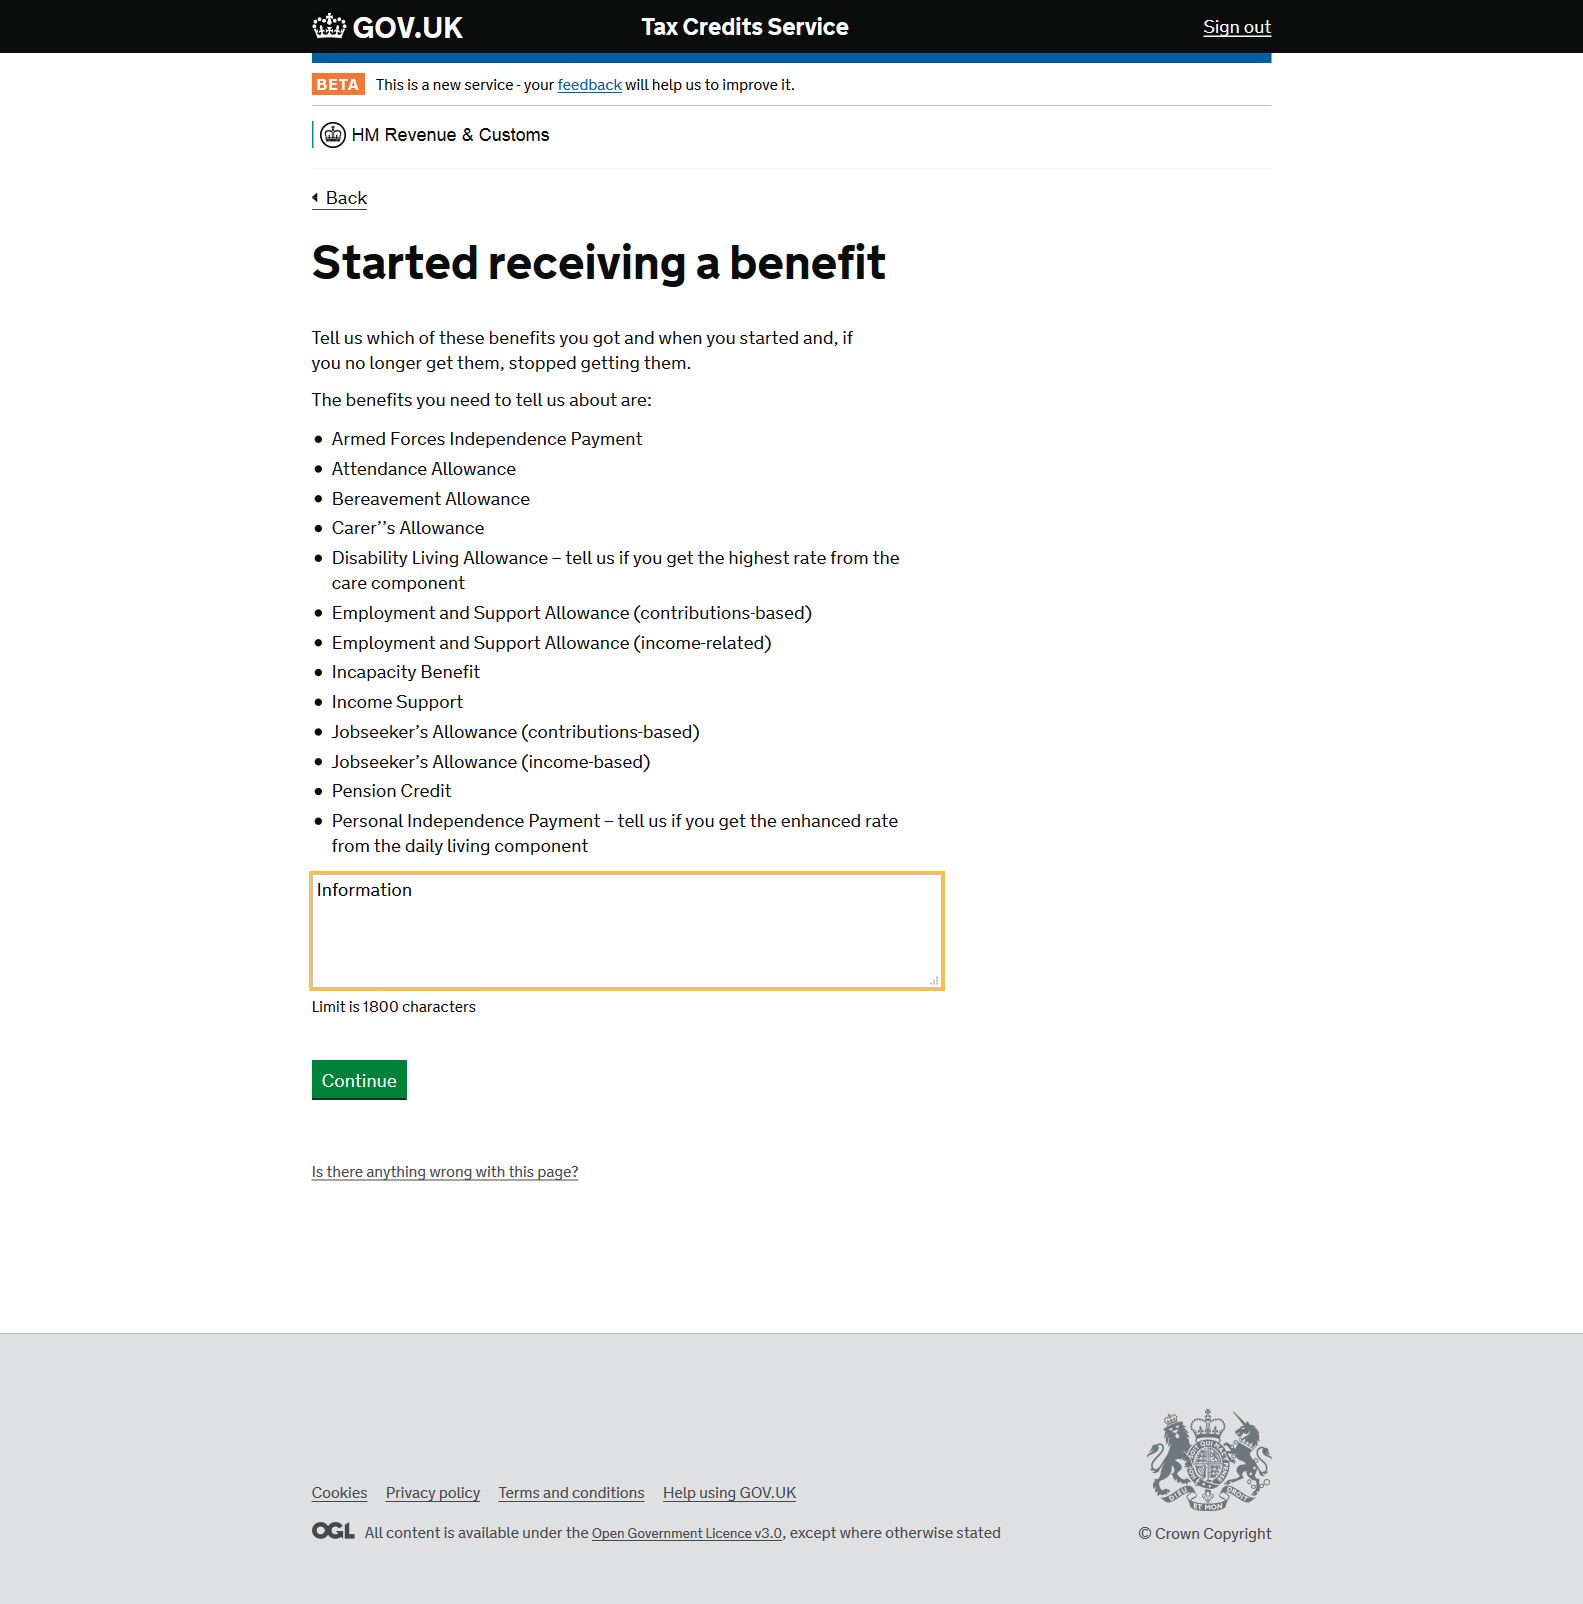 GOV.UK
Tax Credits Service
Sign out
BETA This is a new service - your feedback will help us to improve it.
HM Revenue & Customs
Back
Started receiving a benefit
Tell us which of these benefits you got and when you started and, if
you no longer get them, stopped getting them.
The benefits you need to tell us about are:
• Armed Forces Independence Payment
• Attendance Allowance
• Bereavement Allowance
• Carer’’s Allowance
• Disability Living Allowance – tell us if you get the highest rate from the
care component
• Employment and Support Allowance (contributions-based)
• Employment and Support Allowance (income-related)
• Incapacity Benefit
• Income Support
• Jobseeker’s Allowance (contributions-based)
• Jobseeker’s Allowance (income-based)
• Pension Credit
• Personal Independence Payment – tell us if you get the enhanced rate
from the daily living component
Information
Limit is 1800 characters
Continue
Is there anything wrong with this page?
Cookies Privacy policy Terms and conditions Help using GOV.UK
OGL All content is available under the Open Government Licence v3.0, except where otherwise stated
DIEU ET MON DROIT
© Crown Copyright